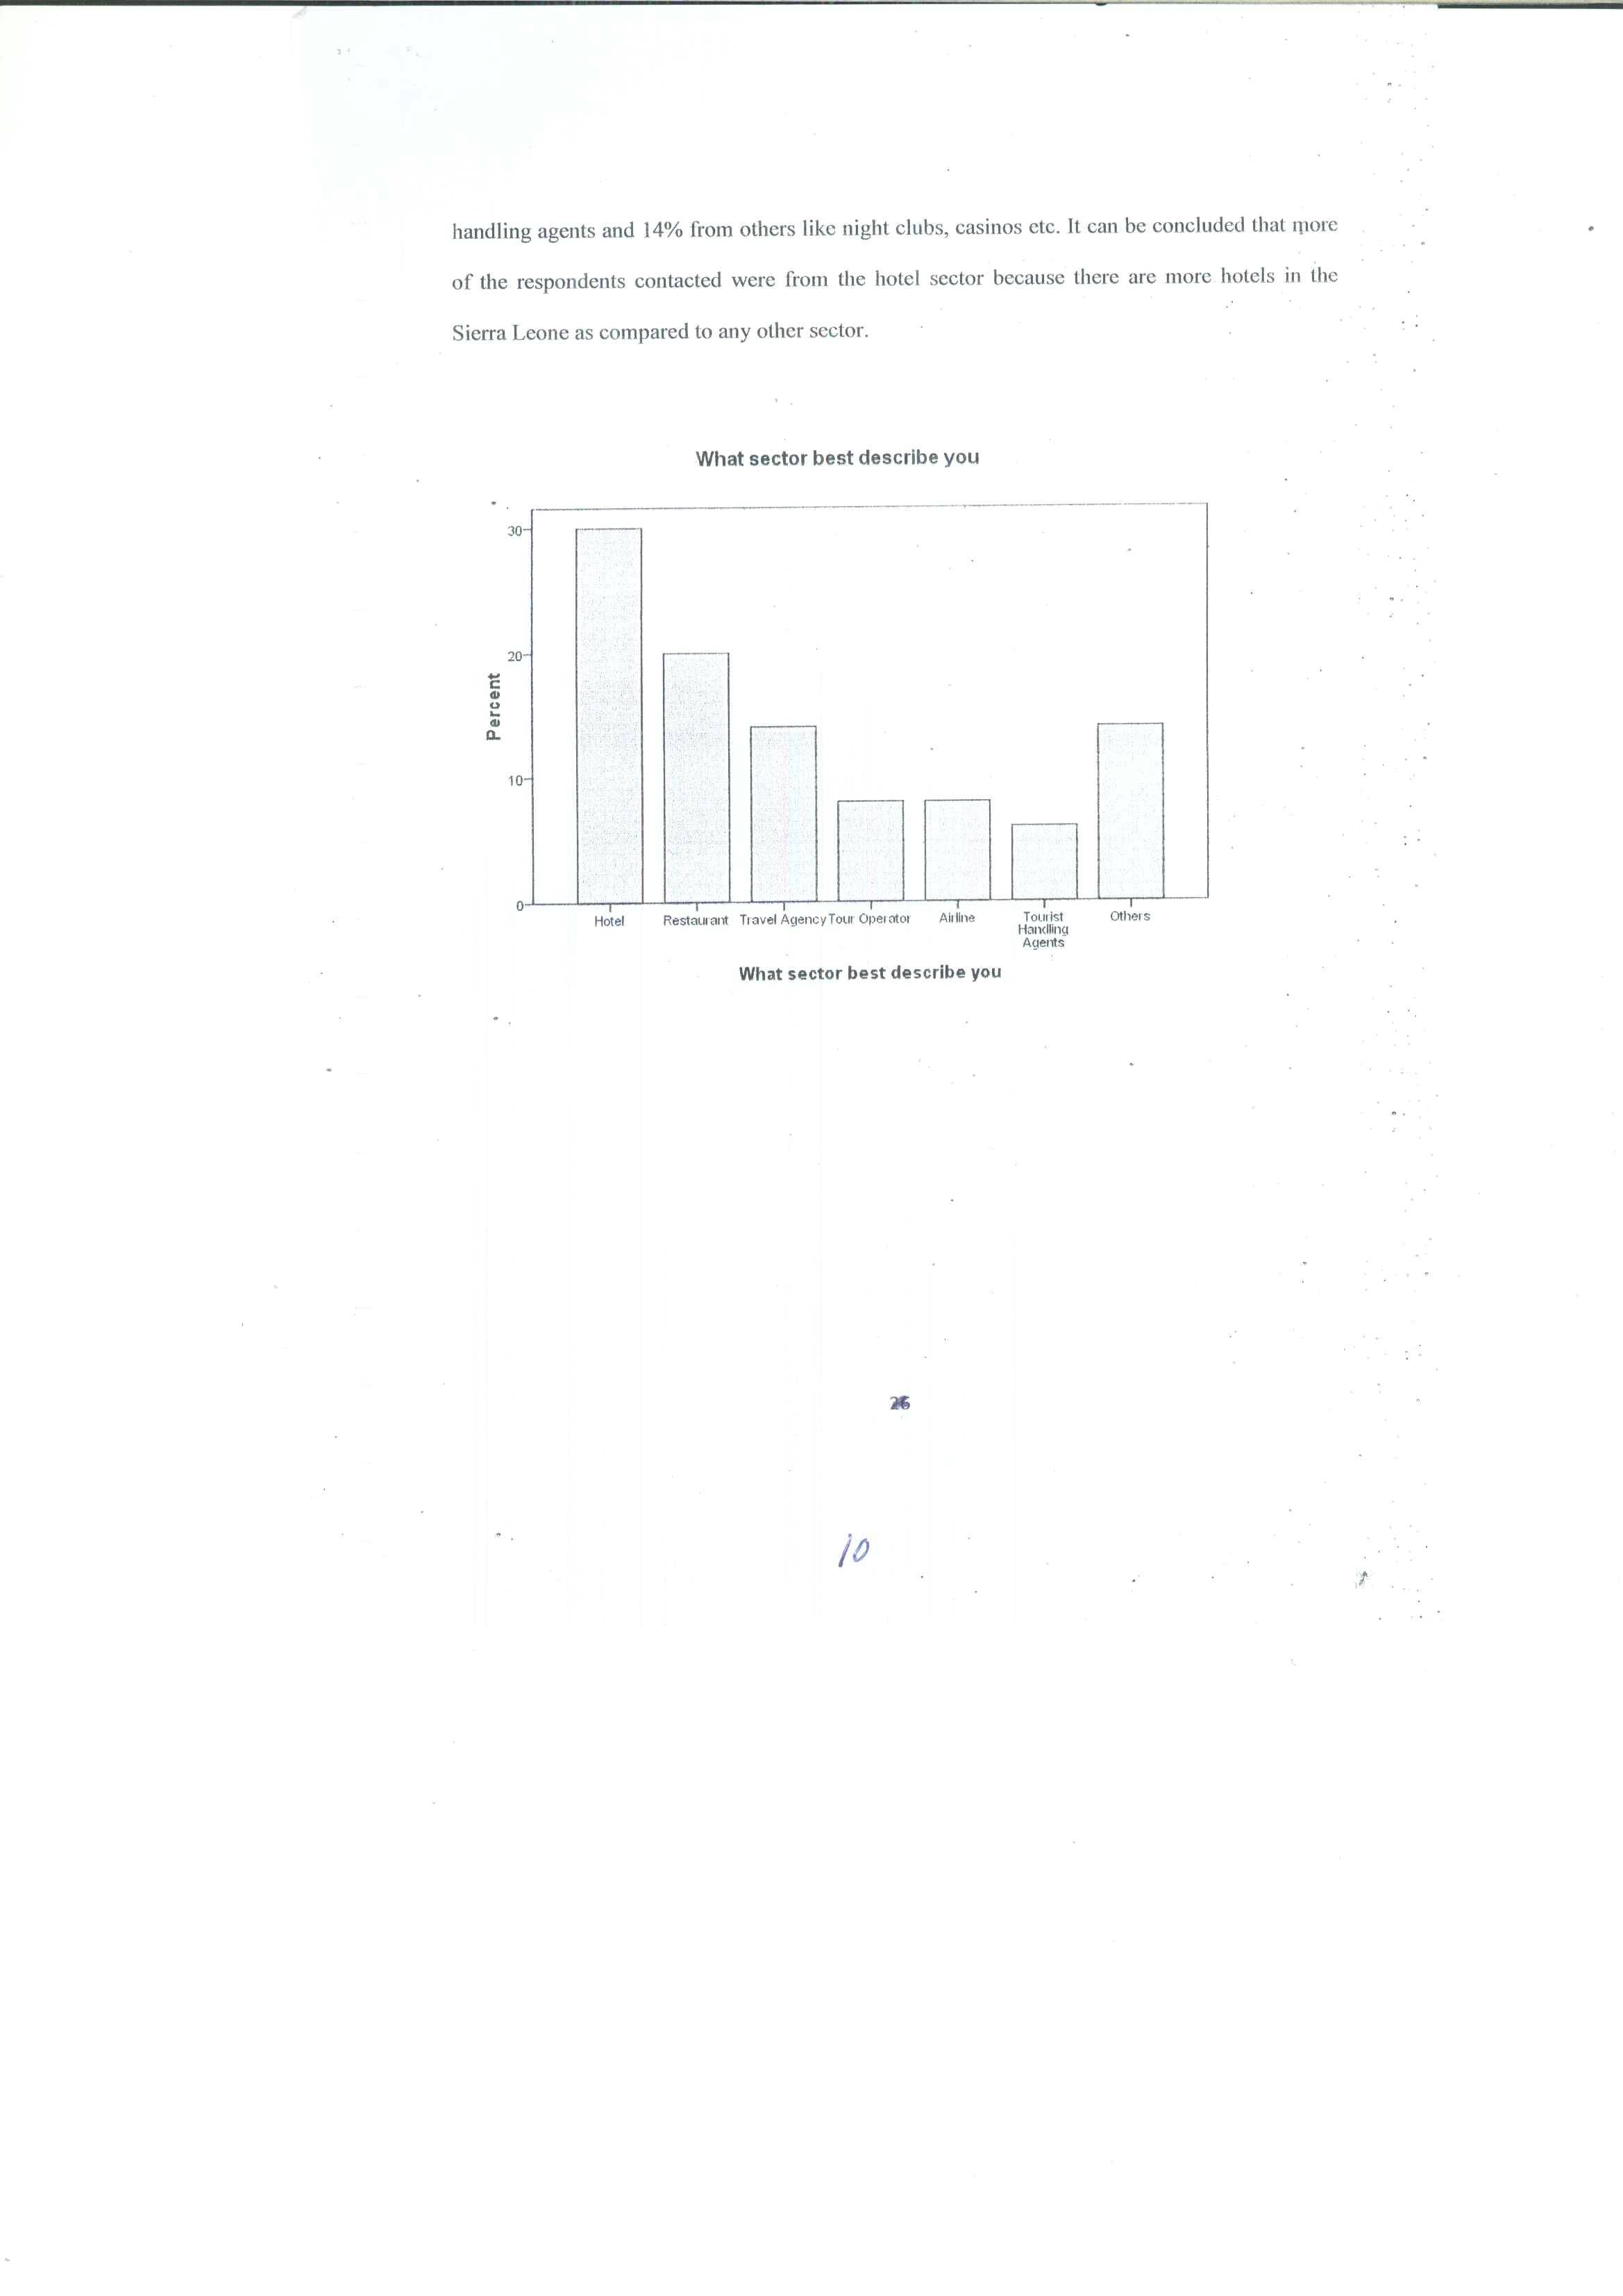 handling agents and 14% from others like night clubs, casinos etc. It can be concluded that more
of the respondents contacted were from the hotel sector because there are more hotels in the
Sierra Leone as compared to any other sector.
What sector best describe you
Percent
30
20
10
0
Hotel Restaurant Travel Agency Tour Operator Airline Tourist Handling Agents Others
What sector best describe you
26
10